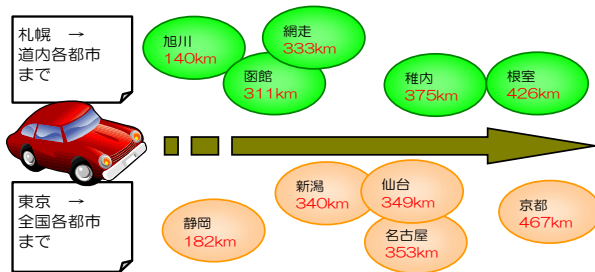 札幌　→
道内各都市
まで
旭川
140km
網走
333km
函館
311km
稚内
375km
根室
426km
東京　→
全国各都市
まで
静岡
182km
新潟
340km
仙台
349km
名古屋
353km
京都
467km